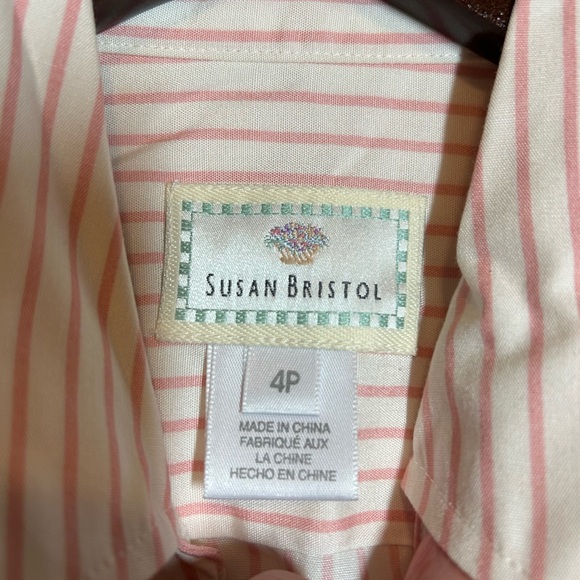 SUSAN BRISTOL
4P
MADE IN CHINA
FABRIQUÉ AUX
LA CHINE
HECHO EN CHINE